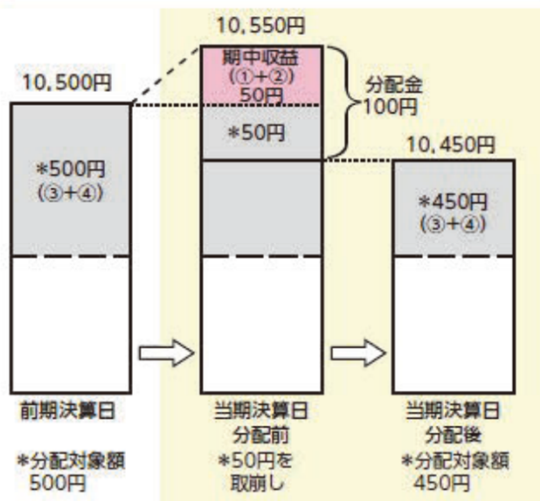 10,550円
期中収益
(①+②)
50円
分配金
100円
10,500円
*50円
10,450円
*500円
(③+④)
*450円
(③+④)
前期決算日
当期決算日
分配前
当期決算日
分配後
*分配対象額
500円
*50円を
取崩し
*分配対象額
450円